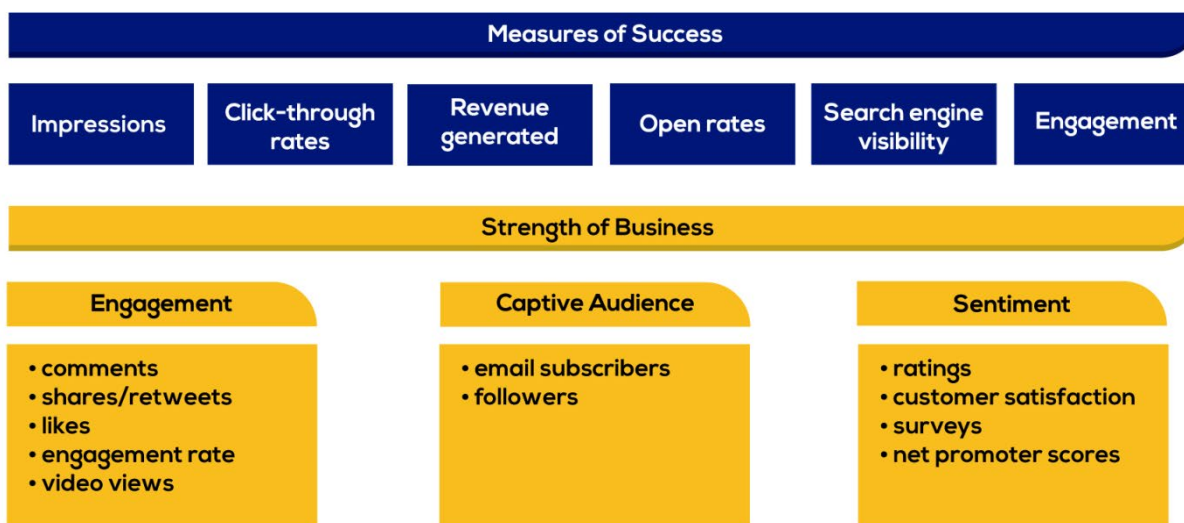 Measures of Success
Impressions
Click-through
rates
Revenue
generated
Open rates
Search engine
visibility
Engagement
Strength of Business
Engagement
• comments
• shares/retweets
• likes
• engagement rate
• video views
Captive Audience
• email subscribers
• followers
Sentiment
• ratings
• customer satisfaction
• surveys
• net promoter scores